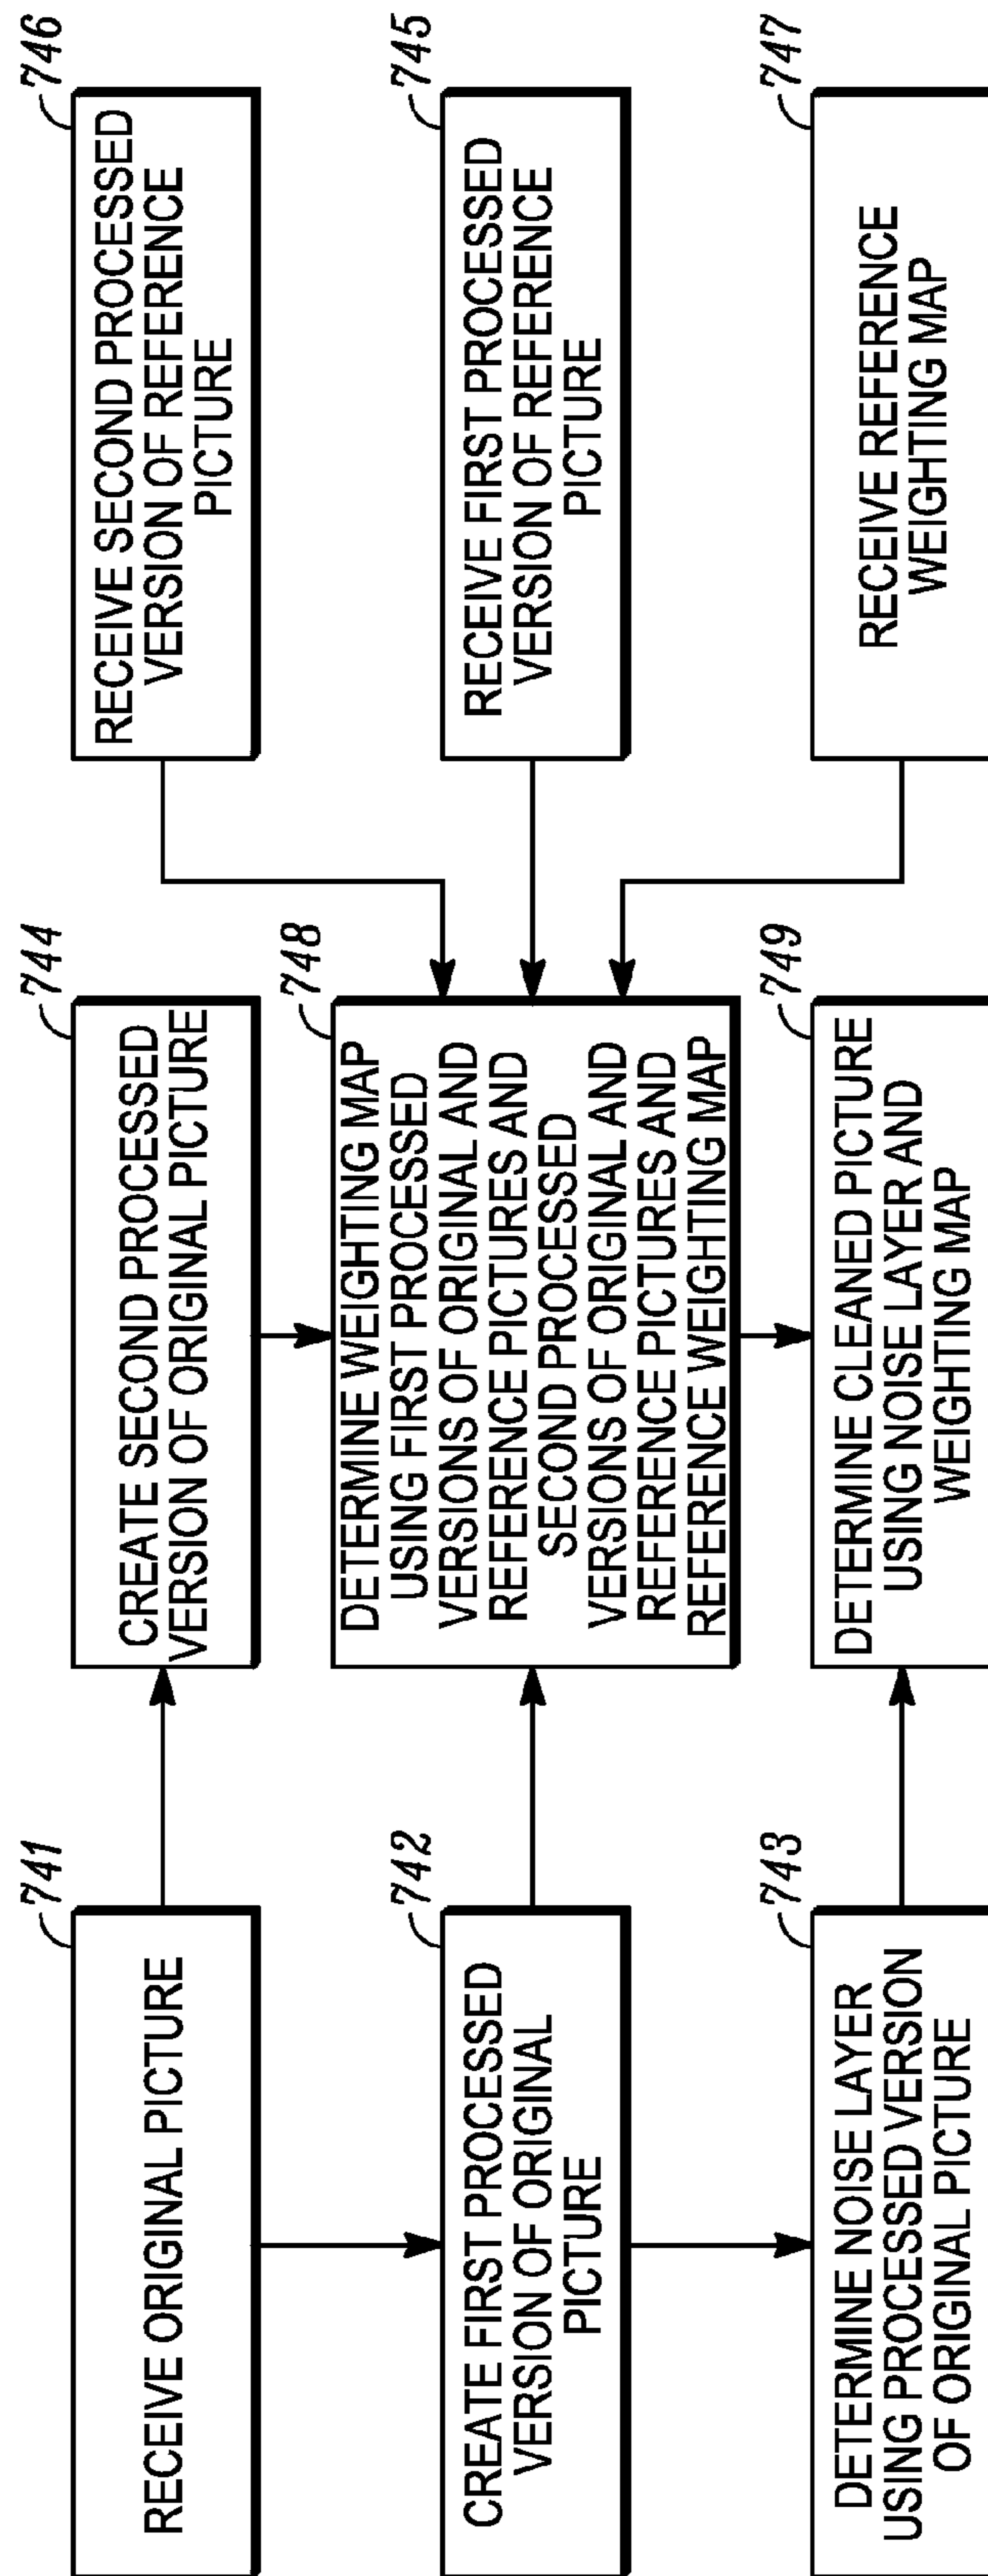 741
RECEIVE ORIGINAL PICTURE
744
CREATE SECOND PROCESSED
VERSION OF ORIGINAL PICTURE
746
RECEIVE SECOND PROCESSED
VERSION OF REFERENCE
PICTURE
742
CREATE FIRST PROCESSED
VERSION OF ORIGINAL
PICTURE
748
DETERMINE WEIGHTING MAP
USING FIRST PROCESSED
VERSIONS OF ORIGINAL AND
REFERENCE PICTURES AND
SECOND PROCESSED
VERSIONS OF ORIGINAL AND
REFERENCE PICTURES AND
REFERENCE WEIGHTING MAP
745
RECEIVE FIRST PROCESSED
VERSION OF REFERENCE
PICTURE
743
DETERMINE NOISE LAYER
USING PROCESSED VERSION
OF ORIGINAL PICTURE
749
DETERMINE CLEANED PICTURE
USING NOISE LAYER AND
WEIGHTING MAP
747
RECEIVE REFERENCE
WEIGHTING MAP